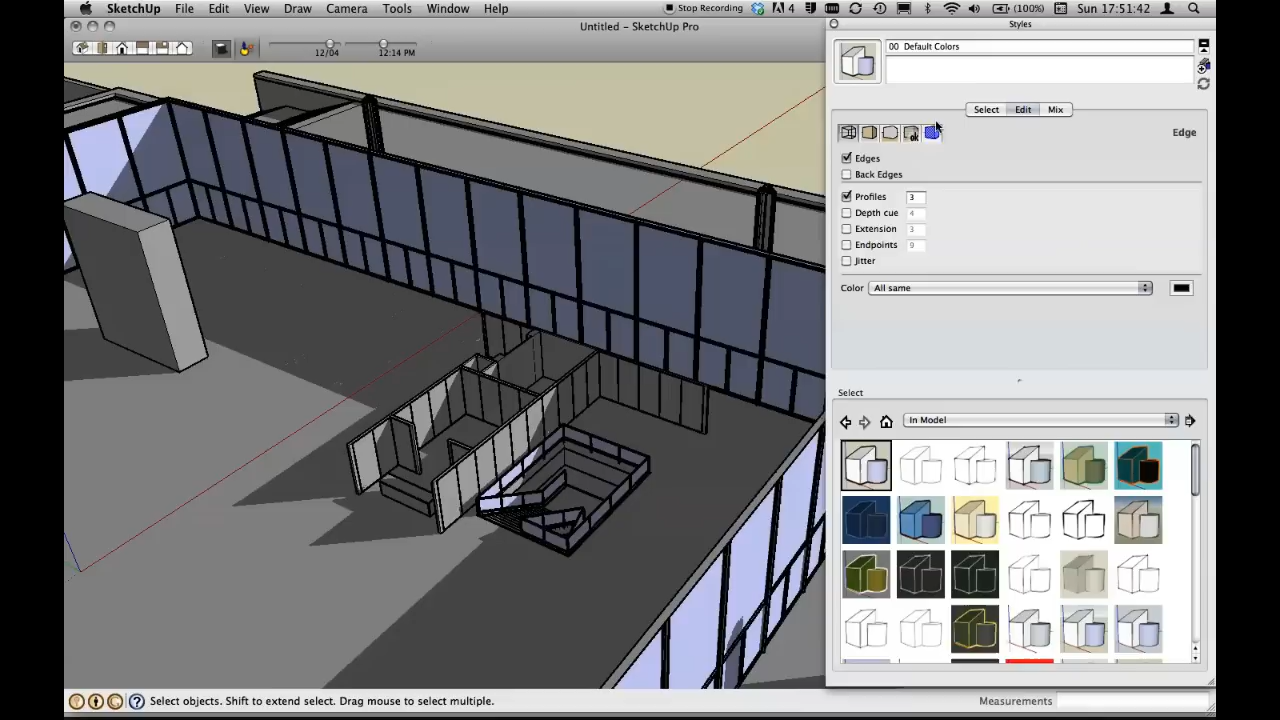 SketchUp File Edit View Draw Camera Tools Window Help Stop Recording 4 (100%) Sun 17:51:42
Untitled - SketchUp Pro
Styles
12/04 12:14 PM
00 Default Colors
Select Edit Mix
Edge
Edges
Back Edges
Profiles 3
Depth cue 4
Extension 3
Endpoints 9
Jitter
Color All same
Select
In Model
Select objects. Shift to extend select. Drag mouse to select multiple. Measurements